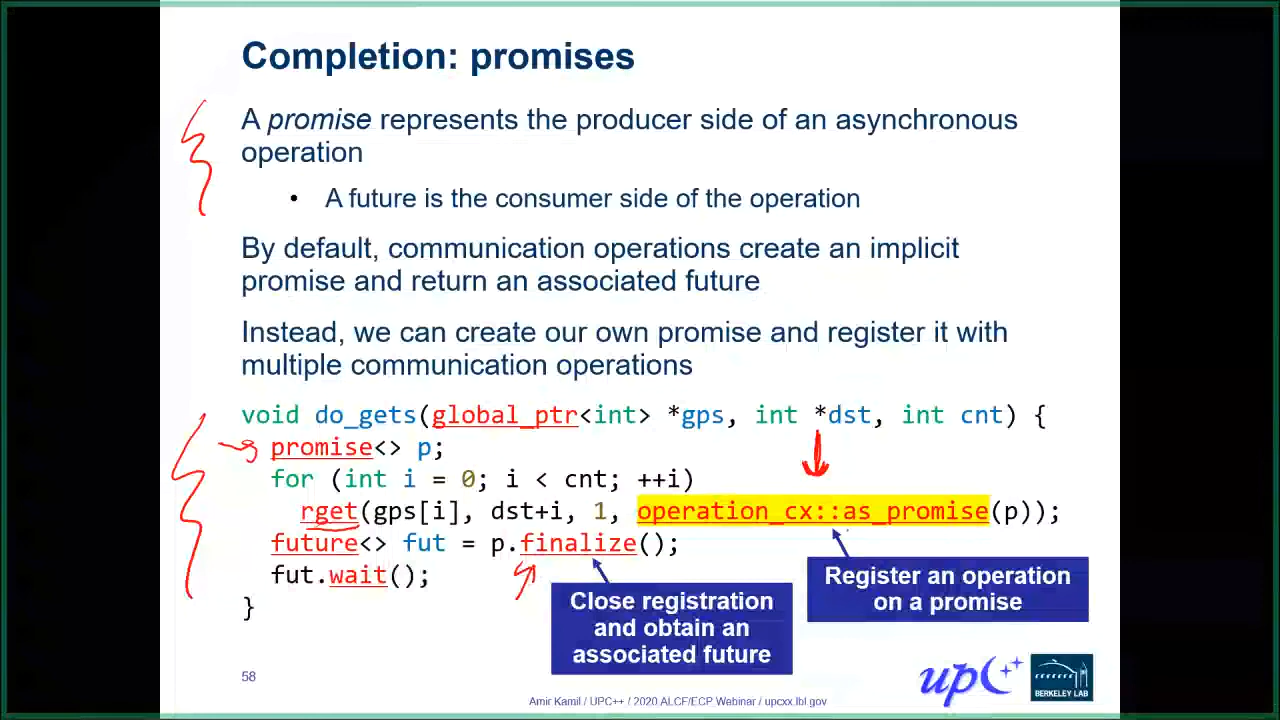 Completion: promises
A promise represents the producer side of an asynchronous
operation
• A future is the consumer side of the operation
By default, communication operations create an implicit
promise and return an associated future
Instead, we can create our own promise and register it with
multiple communication operations
void do_gets(global_ptr<int> *gps, int *dst, int cnt) {
promise<> p;
for (int i = 0; i < cnt; ++i)
rget(gps[i], dst+i, 1, operation_cx::as_promise(p));
future<> fut = p.finalize();
fut.wait();
}
Register an operation
on a promise
Close registration
and obtain an
associated future
58
Amir Kamil / UPC++ / 2020 ALCF/ECP Webinar / upcxx.lbl.gov
upC++
BERKELEY LAB